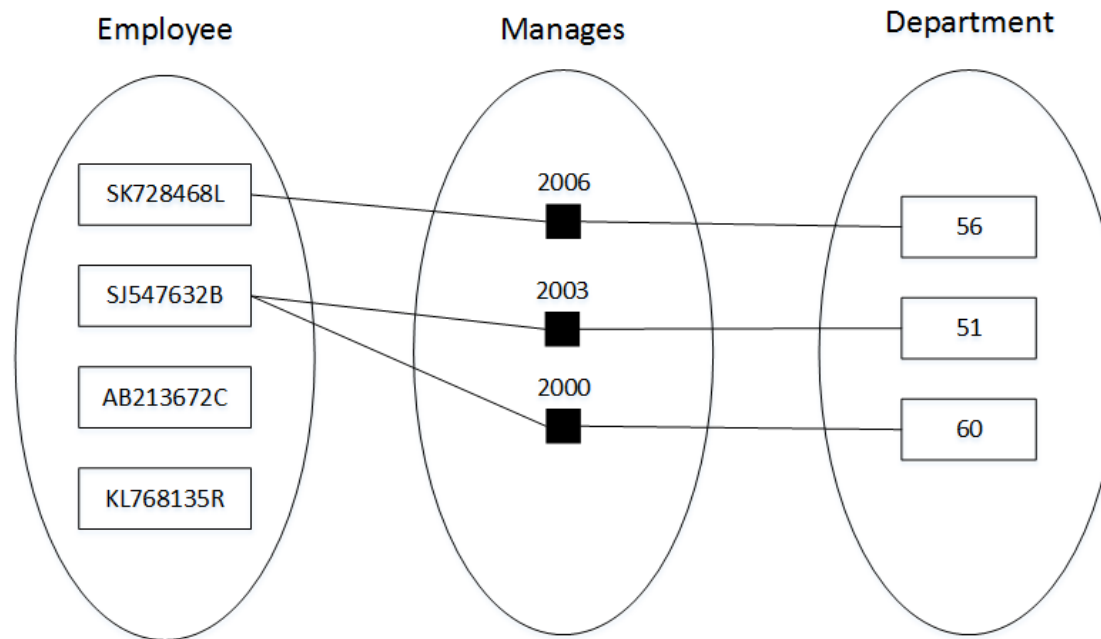 Employee
Manages
Department
SK728468L
2006
56
SJ547632B
2003
51
AB213672C
2000
60
KL768135R